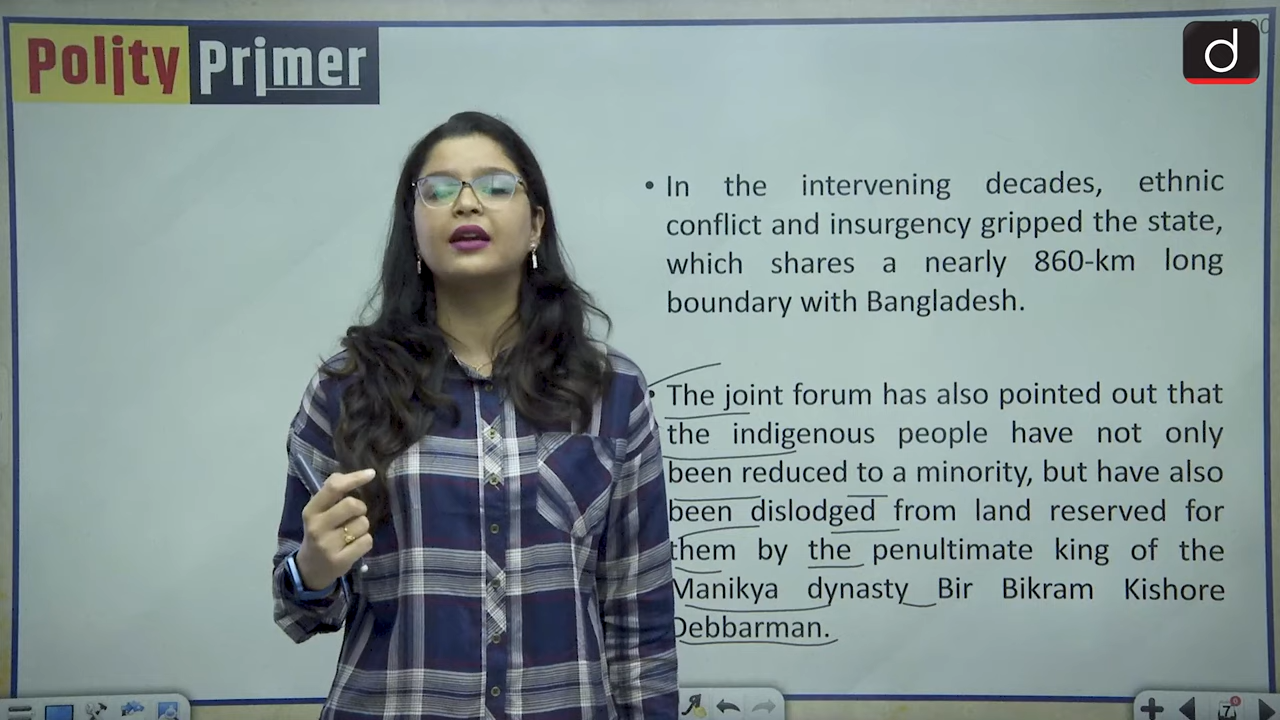 Polity Primer
d
• In the intervening decades, ethnic
conflict and insurgency gripped the state,
which shares a nearly 860-km long
boundary with Bangladesh.
• The joint forum has also pointed out that
the indigenous people have not only
been reduced to a minority, but have also
been dislodged from land reserved for
them by the penultimate king of the
Manikya dynasty Bir Bikram Kishore
Debbarman.
7